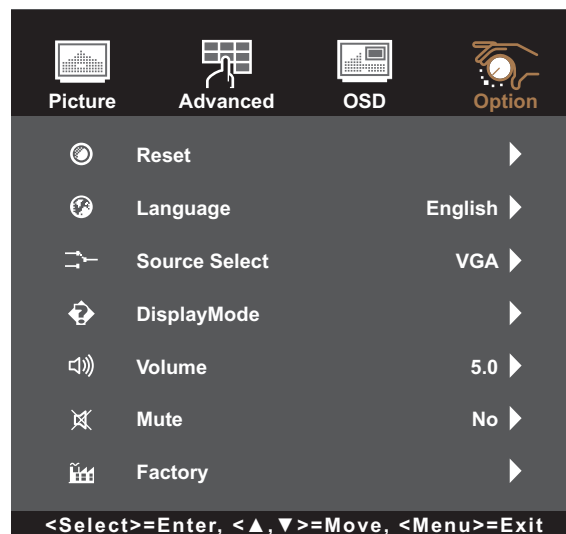 Picture Advanced OSD Option
Reset
Language English
Source Select VGA
DisplayMode
Volume 5.0
Mute No
Factory
<Select>=Enter, <▲,▼>=Move, <Menu>=Exit